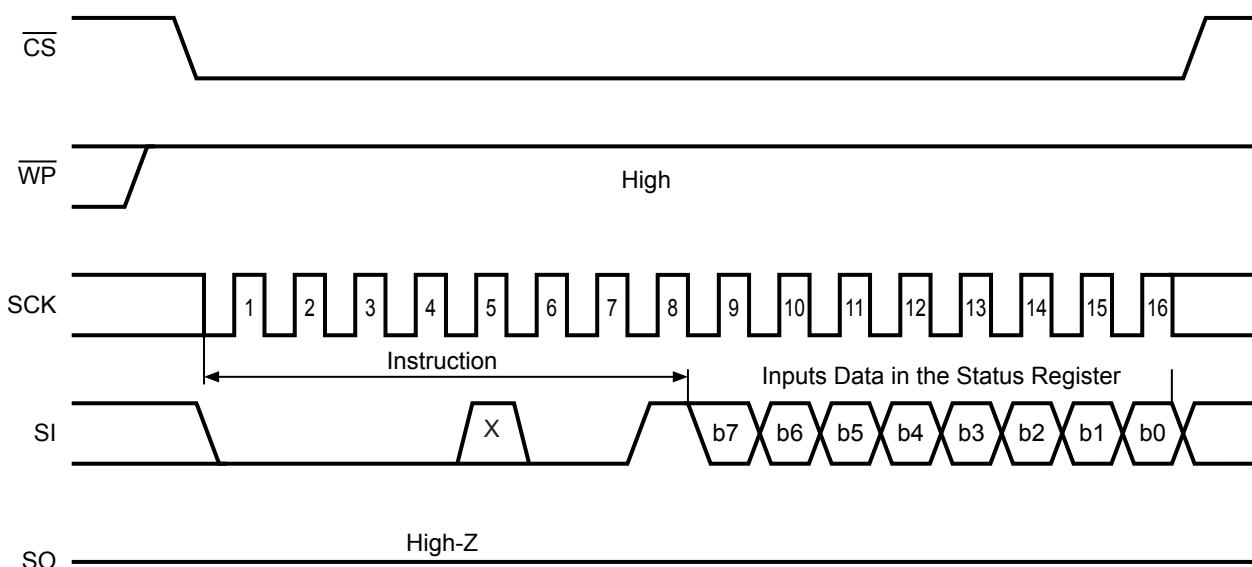 CS
WP
High
SCK
1 2 3 4 5 6 7 8 9 10 11 12 13 14 15 16
Instruction
Inputs Data in the Status Register
SI
X
b7 b6 b5 b4 b3 b2 b1 b0
High-Z
SO